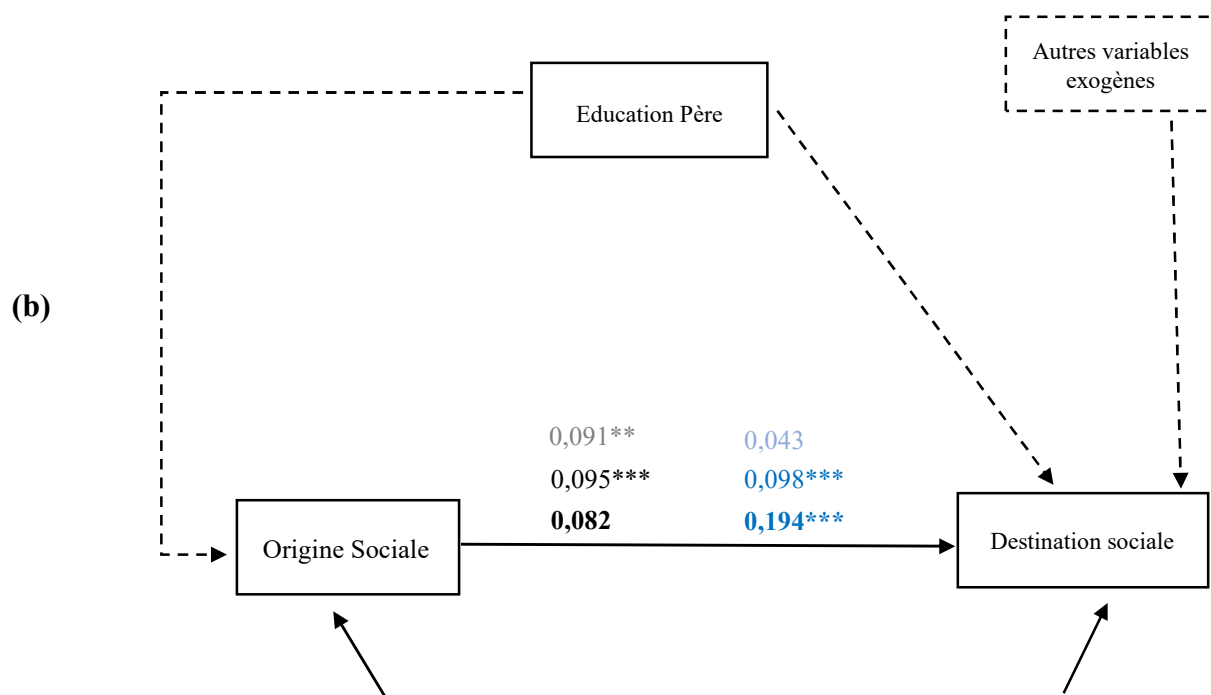 Autres variables
exogènes
Education Père
(b)
0,091** 0,043
0,095*** 0,098***
0,082 0,194***
Origine Sociale
Destination sociale